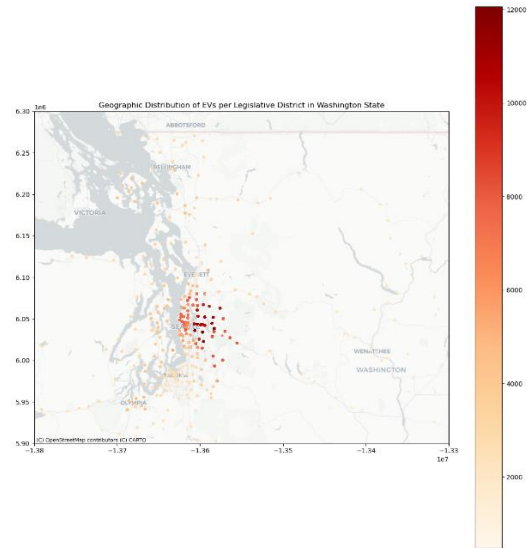 Geographic Distribution of EVs per Legislative District in Washington State
1e6
6.30
6.25
6.20
6.15
6.10
6.05
6.00
5.95
5.90
ABBOTSFORD
BELLINGHAM
VICTORIA
EVERETT
WENATCHEE
WASHINGTON
OLYMPIA
(C) OpenStreetMap contributors (C) CARTO
−1.38
−1.37
−1.36
−1.35
−1.34
−1.33
1e7
12000
10000
8000
6000
4000
2000